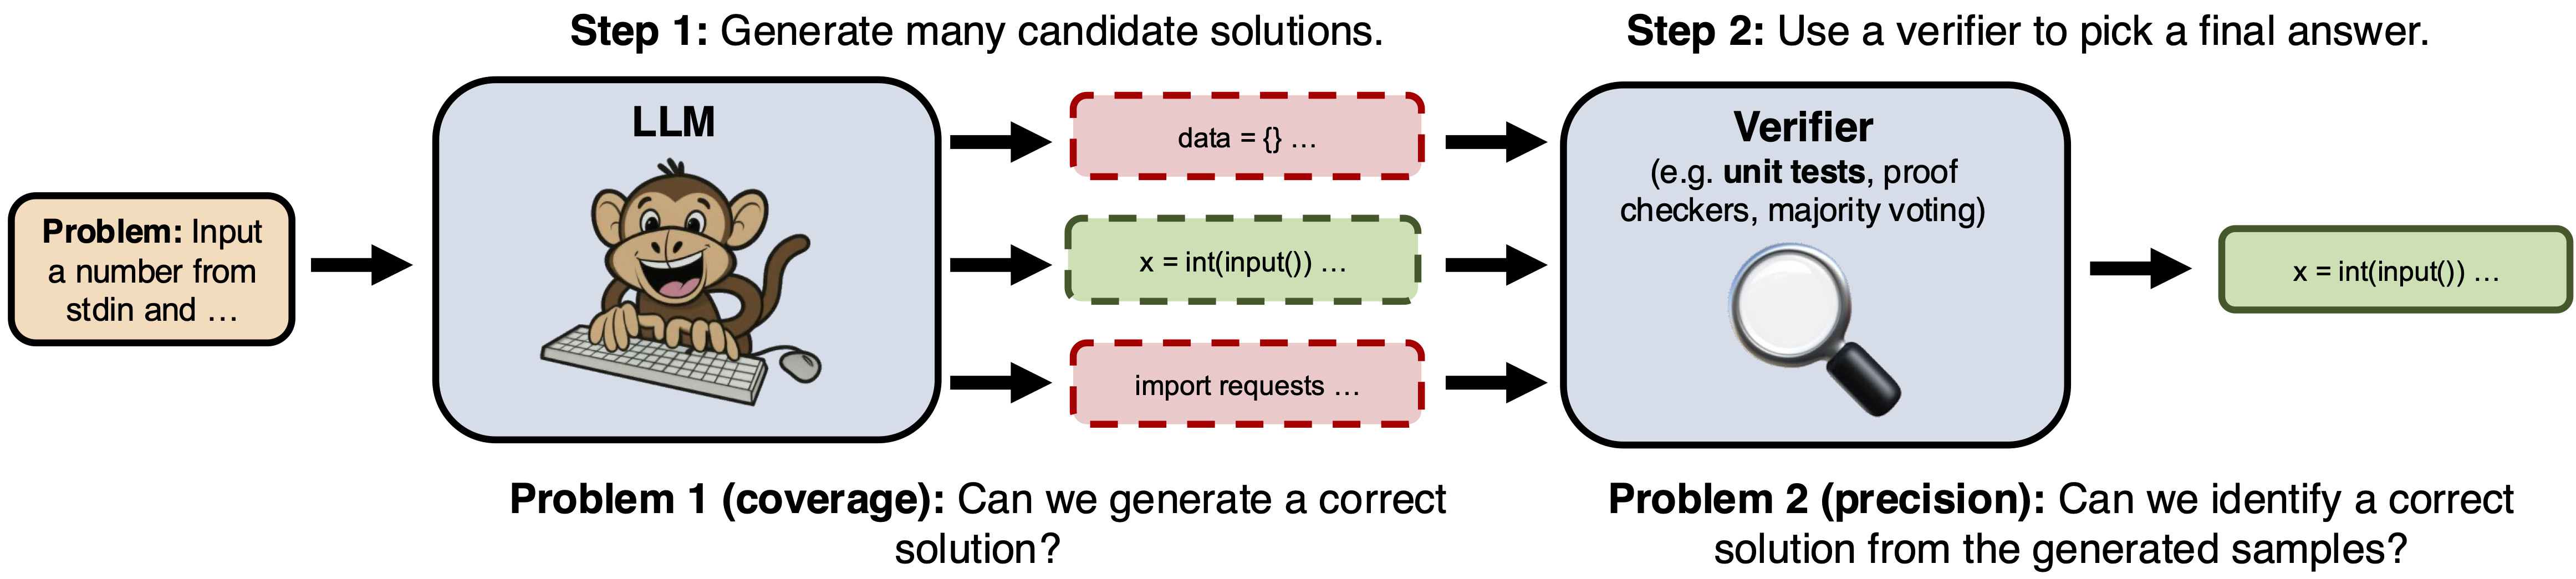 Step 1: Generate many candidate solutions.
Step 2: Use a verifier to pick a final answer.
Problem: Input
a number from
stdin and …
LLM
data = {} …
x = int(input()) …
import requests …
Verifier
(e.g. unit tests, proof
checkers, majority voting)
x = int(input()) …
Problem 1 (coverage): Can we generate a correct
solution?
Problem 2 (precision): Can we identify a correct
solution from the generated samples?